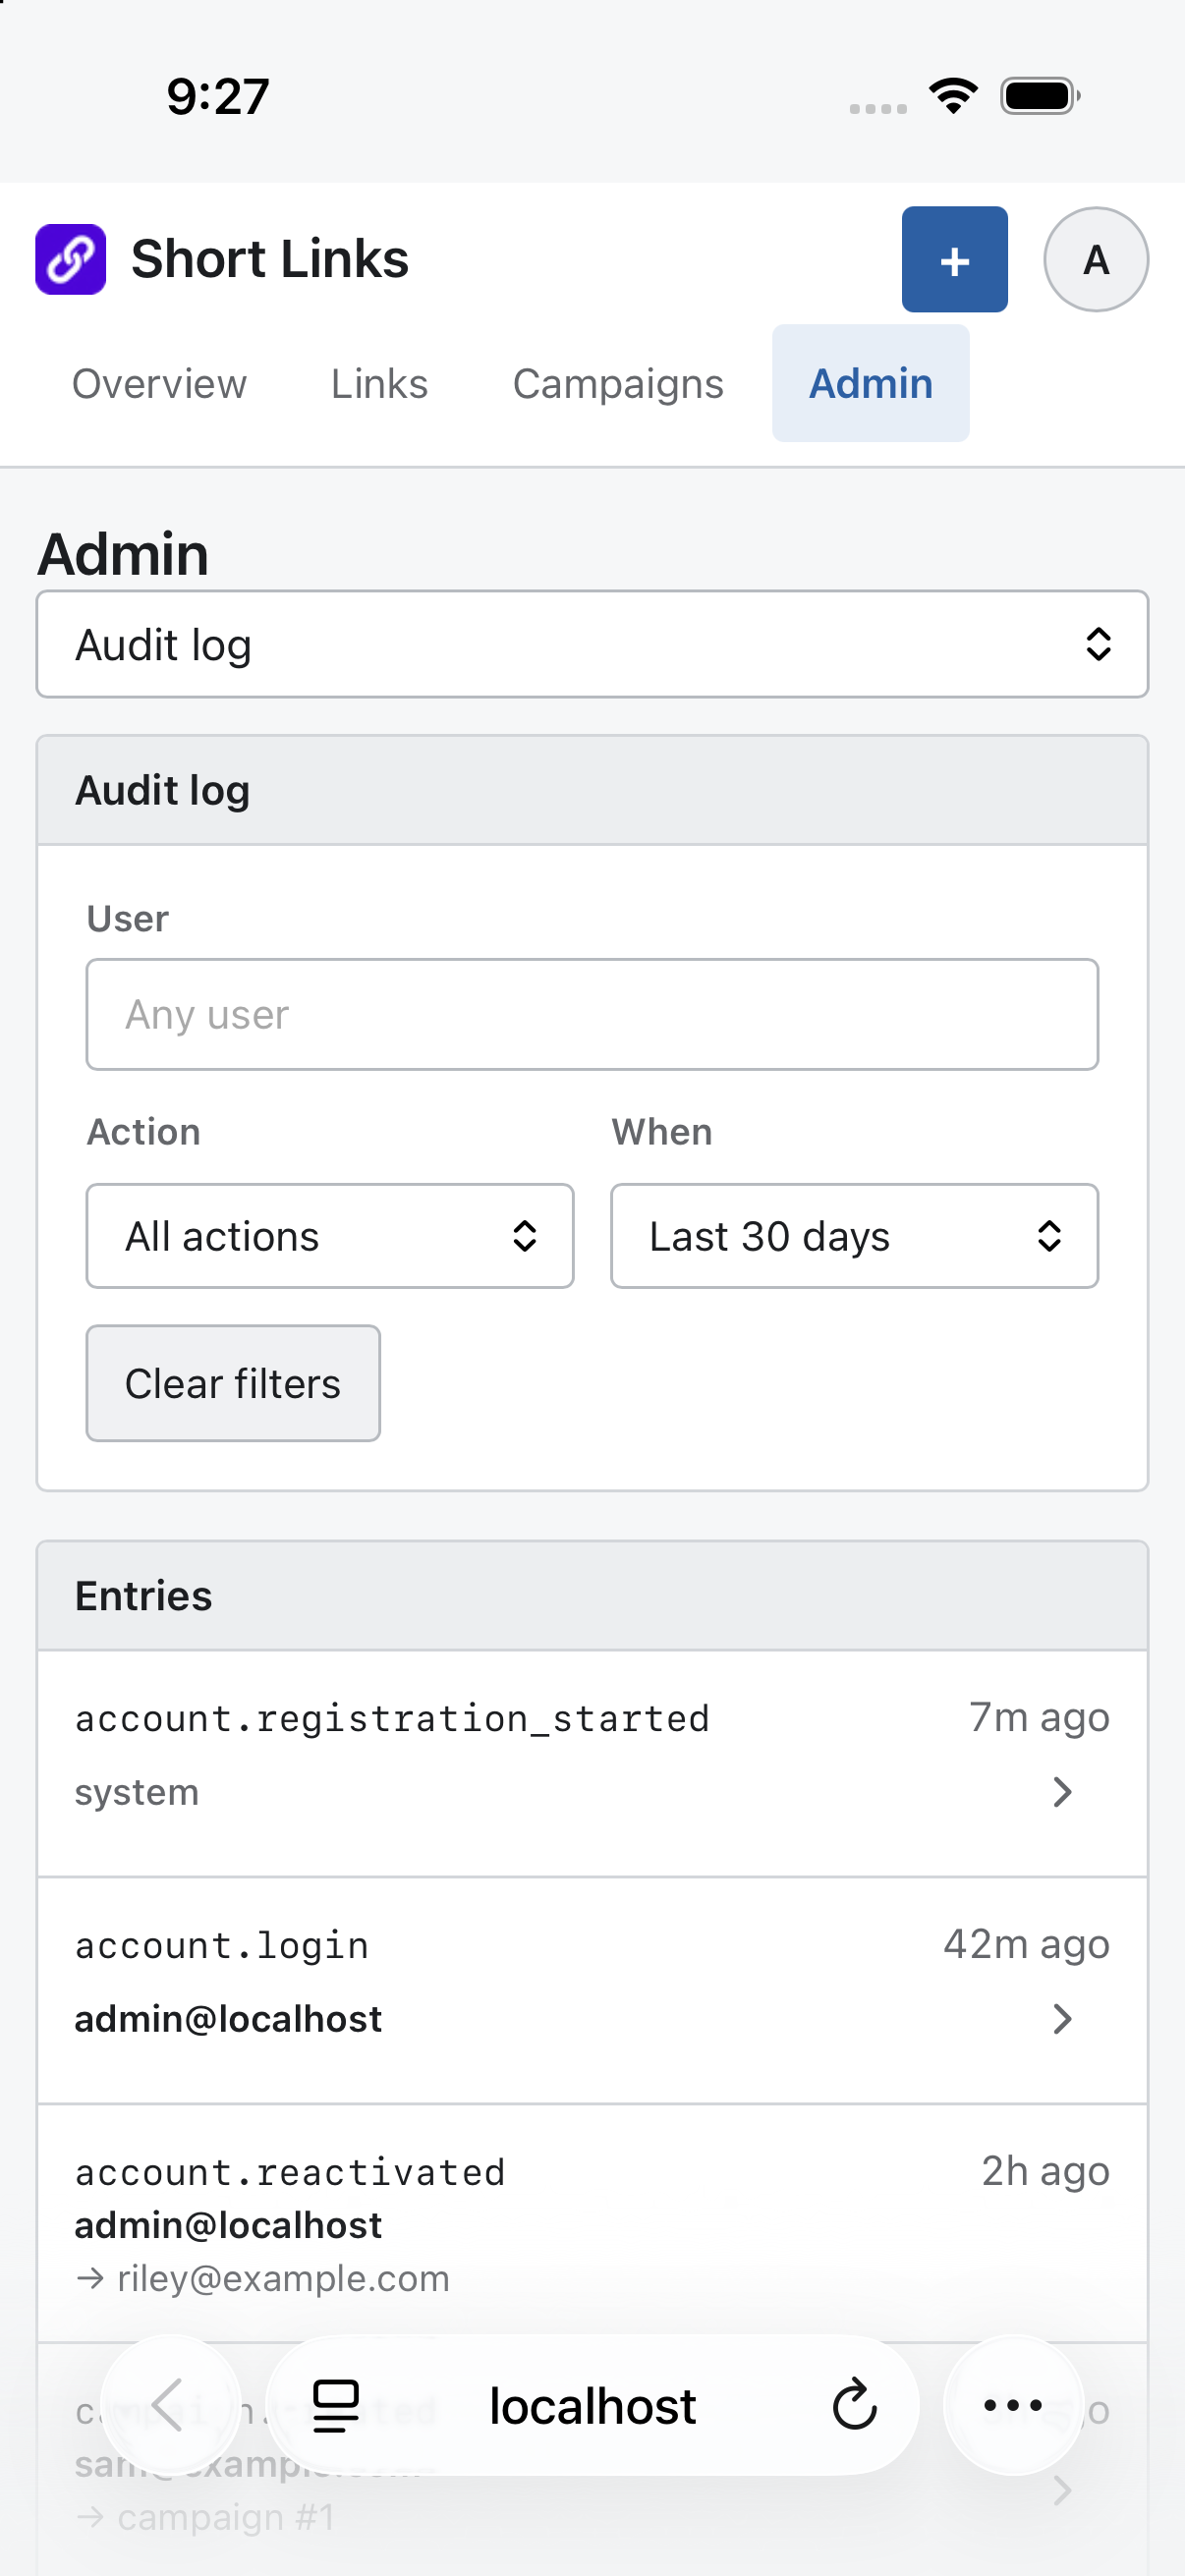 9:27
Short Links
+
A
Overview Links Campaigns Admin
Admin
Audit log
Audit log
User
Any user
Action When
All actions Last 30 days
Clear filters
Entries
account.registration_started 7m ago
system
account.login 42m ago
admin@localhost
account.reactivated 2h ago
admin@localhost
→ riley@example.com
localhost
→ campaign #1